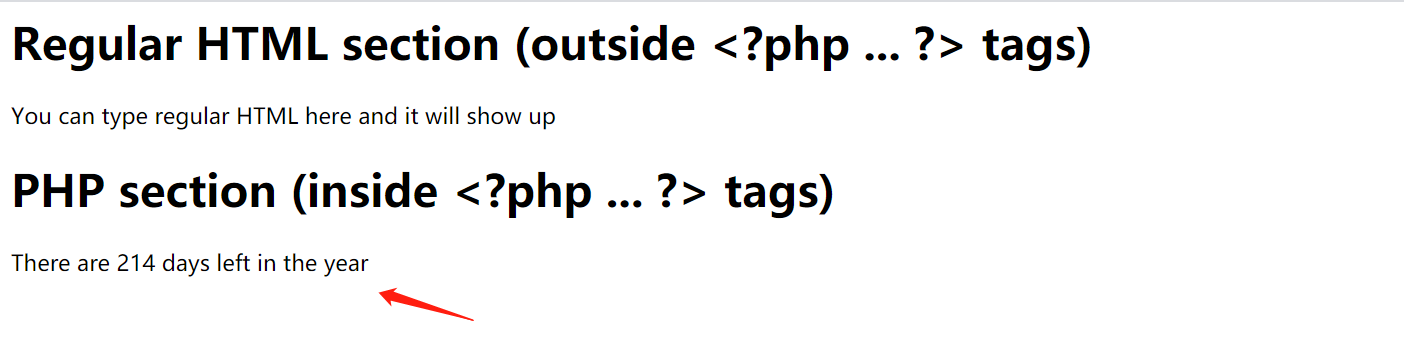 Regular HTML section (outside <?php ... ?> tags)
You can type regular HTML here and it will show up
PHP section (inside <?php ... ?> tags)
There are 214 days left in the year